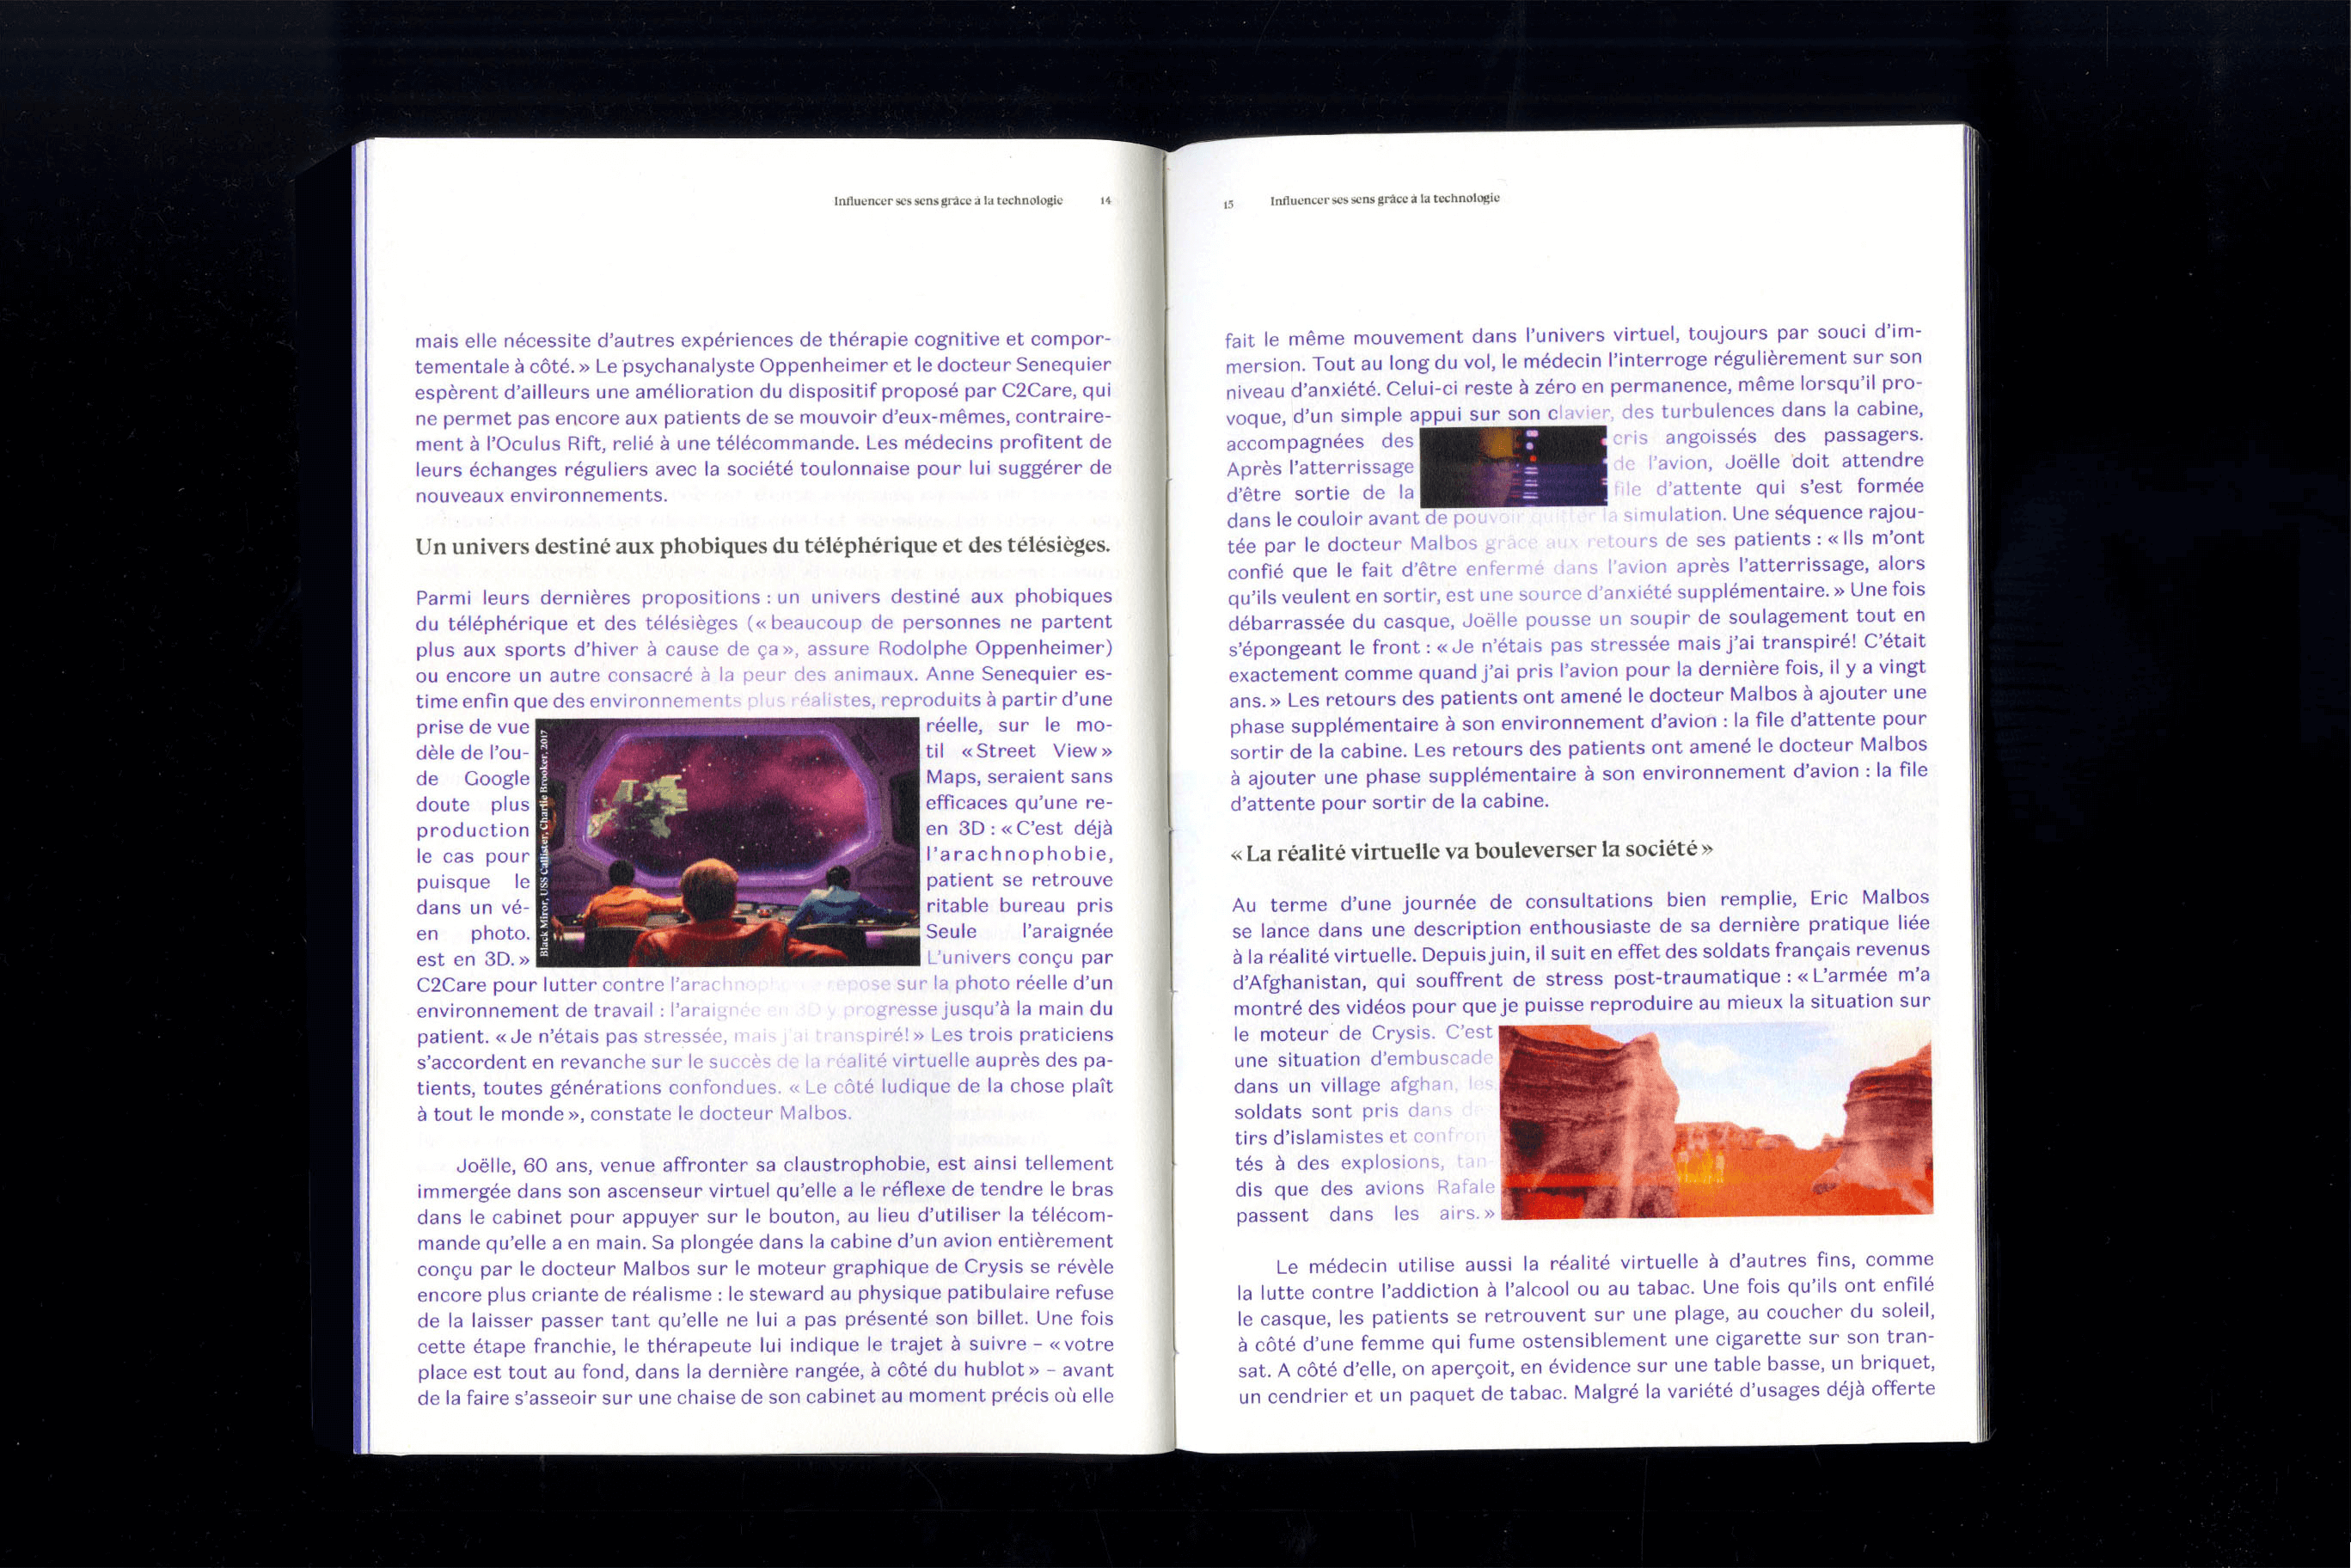 Influencer ses sens grâce à la technologie 14
mais elle nécessite d'autres expériences de thérapie cognitive et compor-
tementale à côté. » Le psychanalyste Oppenheimer et le docteur Senequier
espèrent d'ailleurs une amélioration du dispositif proposé par C2Care, qui
ne permet pas encore aux patients de se mouvoir d'eux-mêmes, contraire-
ment à l'Oculus Rift, relié à une télécommande. Les médecins profitent de
leurs échanges réguliers avec la société toulonnaise pour lui suggérer de
nouveaux environnements.
Un univers destiné aux phobiques du téléphérique et des télésièges.
Parmi leurs dernières propositions : un univers destiné aux phobiques
du téléphérique et des télésièges (« beaucoup de personnes ne partent
plus aux sports d'hiver à cause de ça », assure Rodolphe Oppenheimer)
ou encore un autre consacré à la peur des animaux. Anne Senequier es-
time enfin que des environnements plus réalistes, reproduits à partir d'une
prise de vue réelle, sur le mo-
dèle de l'ou- til « Street View »
de Google Maps, seraient sans
doute plus efficaces qu'une re-
production en 3D : « C'est déjà
le cas pour l'arachnophobie,
puisque le patient se retrouve
dans un vé- ritable bureau pris
en photo. Seule l'araignée
est en 3D. » L'univers conçu par
Black Miror, USS Callister, Charlie Brooker, 2017
C2Care pour lutter contre l'arachnophobie repose sur la photo réelle d'un
environnement de travail : l'araignée en 3D y progresse jusqu'à la main du
patient. « Je n'étais pas stressée, mais j'ai transpiré! » Les trois praticiens
s'accordent en revanche sur le succès de la réalité virtuelle auprès des pa-
tients, toutes générations confondues. « Le côté ludique de la chose plaît
à tout le monde », constate le docteur Malbos.
Joëlle, 60 ans, venue affronter sa claustrophobie, est ainsi tellement
immergée dans son ascenseur virtuel qu'elle a le réflexe de tendre le bras
dans le cabinet pour appuyer sur le bouton, au lieu d'utiliser la télécom-
mande qu'elle a en main. Sa plongée dans la cabine d'un avion entièrement
conçu par le docteur Malbos sur le moteur graphique de Crysis se révèle
encore plus criante de réalisme : le steward au physique patibulaire refuse
de la laisser passer tant qu'elle ne lui a pas présenté son billet. Une fois
cette étape franchie, le thérapeute lui indique le trajet à suivre – « votre
place est tout au fond, dans la dernière rangée, à côté du hublot » – avant
de la faire s'asseoir sur une chaise de son cabinet au moment précis où elle
15 Influencer ses sens grâce à la technologie
fait le même mouvement dans l'univers virtuel, toujours par souci d'im-
mersion. Tout au long du vol, le médecin l'interroge régulièrement sur son
niveau d'anxiété. Celui-ci reste à zéro en permanence, même lorsqu'il pro-
voque, d'un simple appui sur son clavier, des turbulences dans la cabine,
accompagnées des cris angoissés des passagers.
Après l'atterrissage de l'avion, Joëlle doit attendre
d'être sortie de la file d'attente qui s'est formée
dans le couloir avant de pouvoir quitter la simulation. Une séquence rajou-
tée par le docteur Malbos grâce aux retours de ses patients : « Ils m'ont
confié que le fait d'être enfermé dans l'avion après l'atterrissage, alors
qu'ils veulent en sortir, est une source d'anxiété supplémentaire. » Une fois
débarrassée du casque, Joëlle pousse un soupir de soulagement tout en
s'épongeant le front : « Je n'étais pas stressée mais j'ai transpiré! C'était
exactement comme quand j'ai pris l'avion pour la dernière fois, il y a vingt
ans. » Les retours des patients ont amené le docteur Malbos à ajouter une
phase supplémentaire à son environnement d'avion : la file d'attente pour
sortir de la cabine. Les retours des patients ont amené le docteur Malbos
à ajouter une phase supplémentaire à son environnement d'avion : la file
d'attente pour sortir de la cabine.
« La réalité virtuelle va bouleverser la société »
Au terme d'une journée de consultations bien remplie, Eric Malbos
se lance dans une description enthousiaste de sa dernière pratique liée
à la réalité virtuelle. Depuis juin, il suit en effet des soldats français revenus
d'Afghanistan, qui souffrent de stress post-traumatique : « L'armée m'a
montré des vidéos pour que je puisse reproduire au mieux la situation sur
le moteur de Crysis. C'est
une situation d'embuscade
dans un village afghan, les
soldats sont pris dans de
tirs d'islamistes et confron
tés à des explosions, tan-
dis que des avions Rafale
passent dans les airs. »
Le médecin utilise aussi la réalité virtuelle à d'autres fins, comme
la lutte contre l'addiction à l'alcool ou au tabac. Une fois qu'ils ont enfilé
le casque, les patients se retrouvent sur une plage, au coucher du soleil,
à côté d'une femme qui fume ostensiblement une cigarette sur son tran-
sat. A côté d'elle, on aperçoit, en évidence sur une table basse, un briquet,
un cendrier et un paquet de tabac. Malgré la variété d'usages déjà offerte